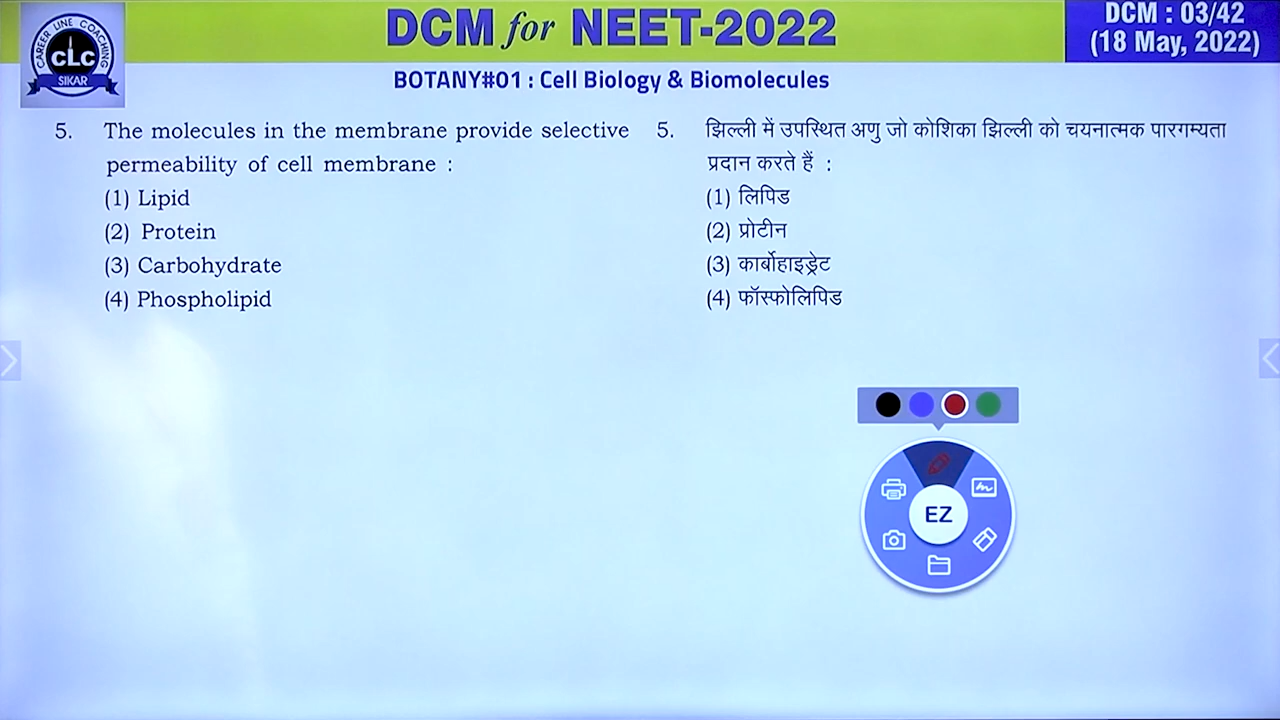 CAREER LINE COACHING
CLC
SIKAR
DCM for NEET-2022
DCM : 03/42
(18 May, 2022)
BOTANY#01 : Cell Biology & Biomolecules
5. The molecules in the membrane provide selective
permeability of cell membrane :
(1) Lipid
(2) Protein
(3) Carbohydrate
(4) Phospholipid
5. झिल्ली में उपस्थित अणु जो कोशिका झिल्ली को चयनात्मक पारगम्यता
प्रदान करते हैं :
(1) लिपिड
(2) प्रोटीन
(3) कार्बोहाइड्रेट
(4) फॉस्फोलिपिड
EZ